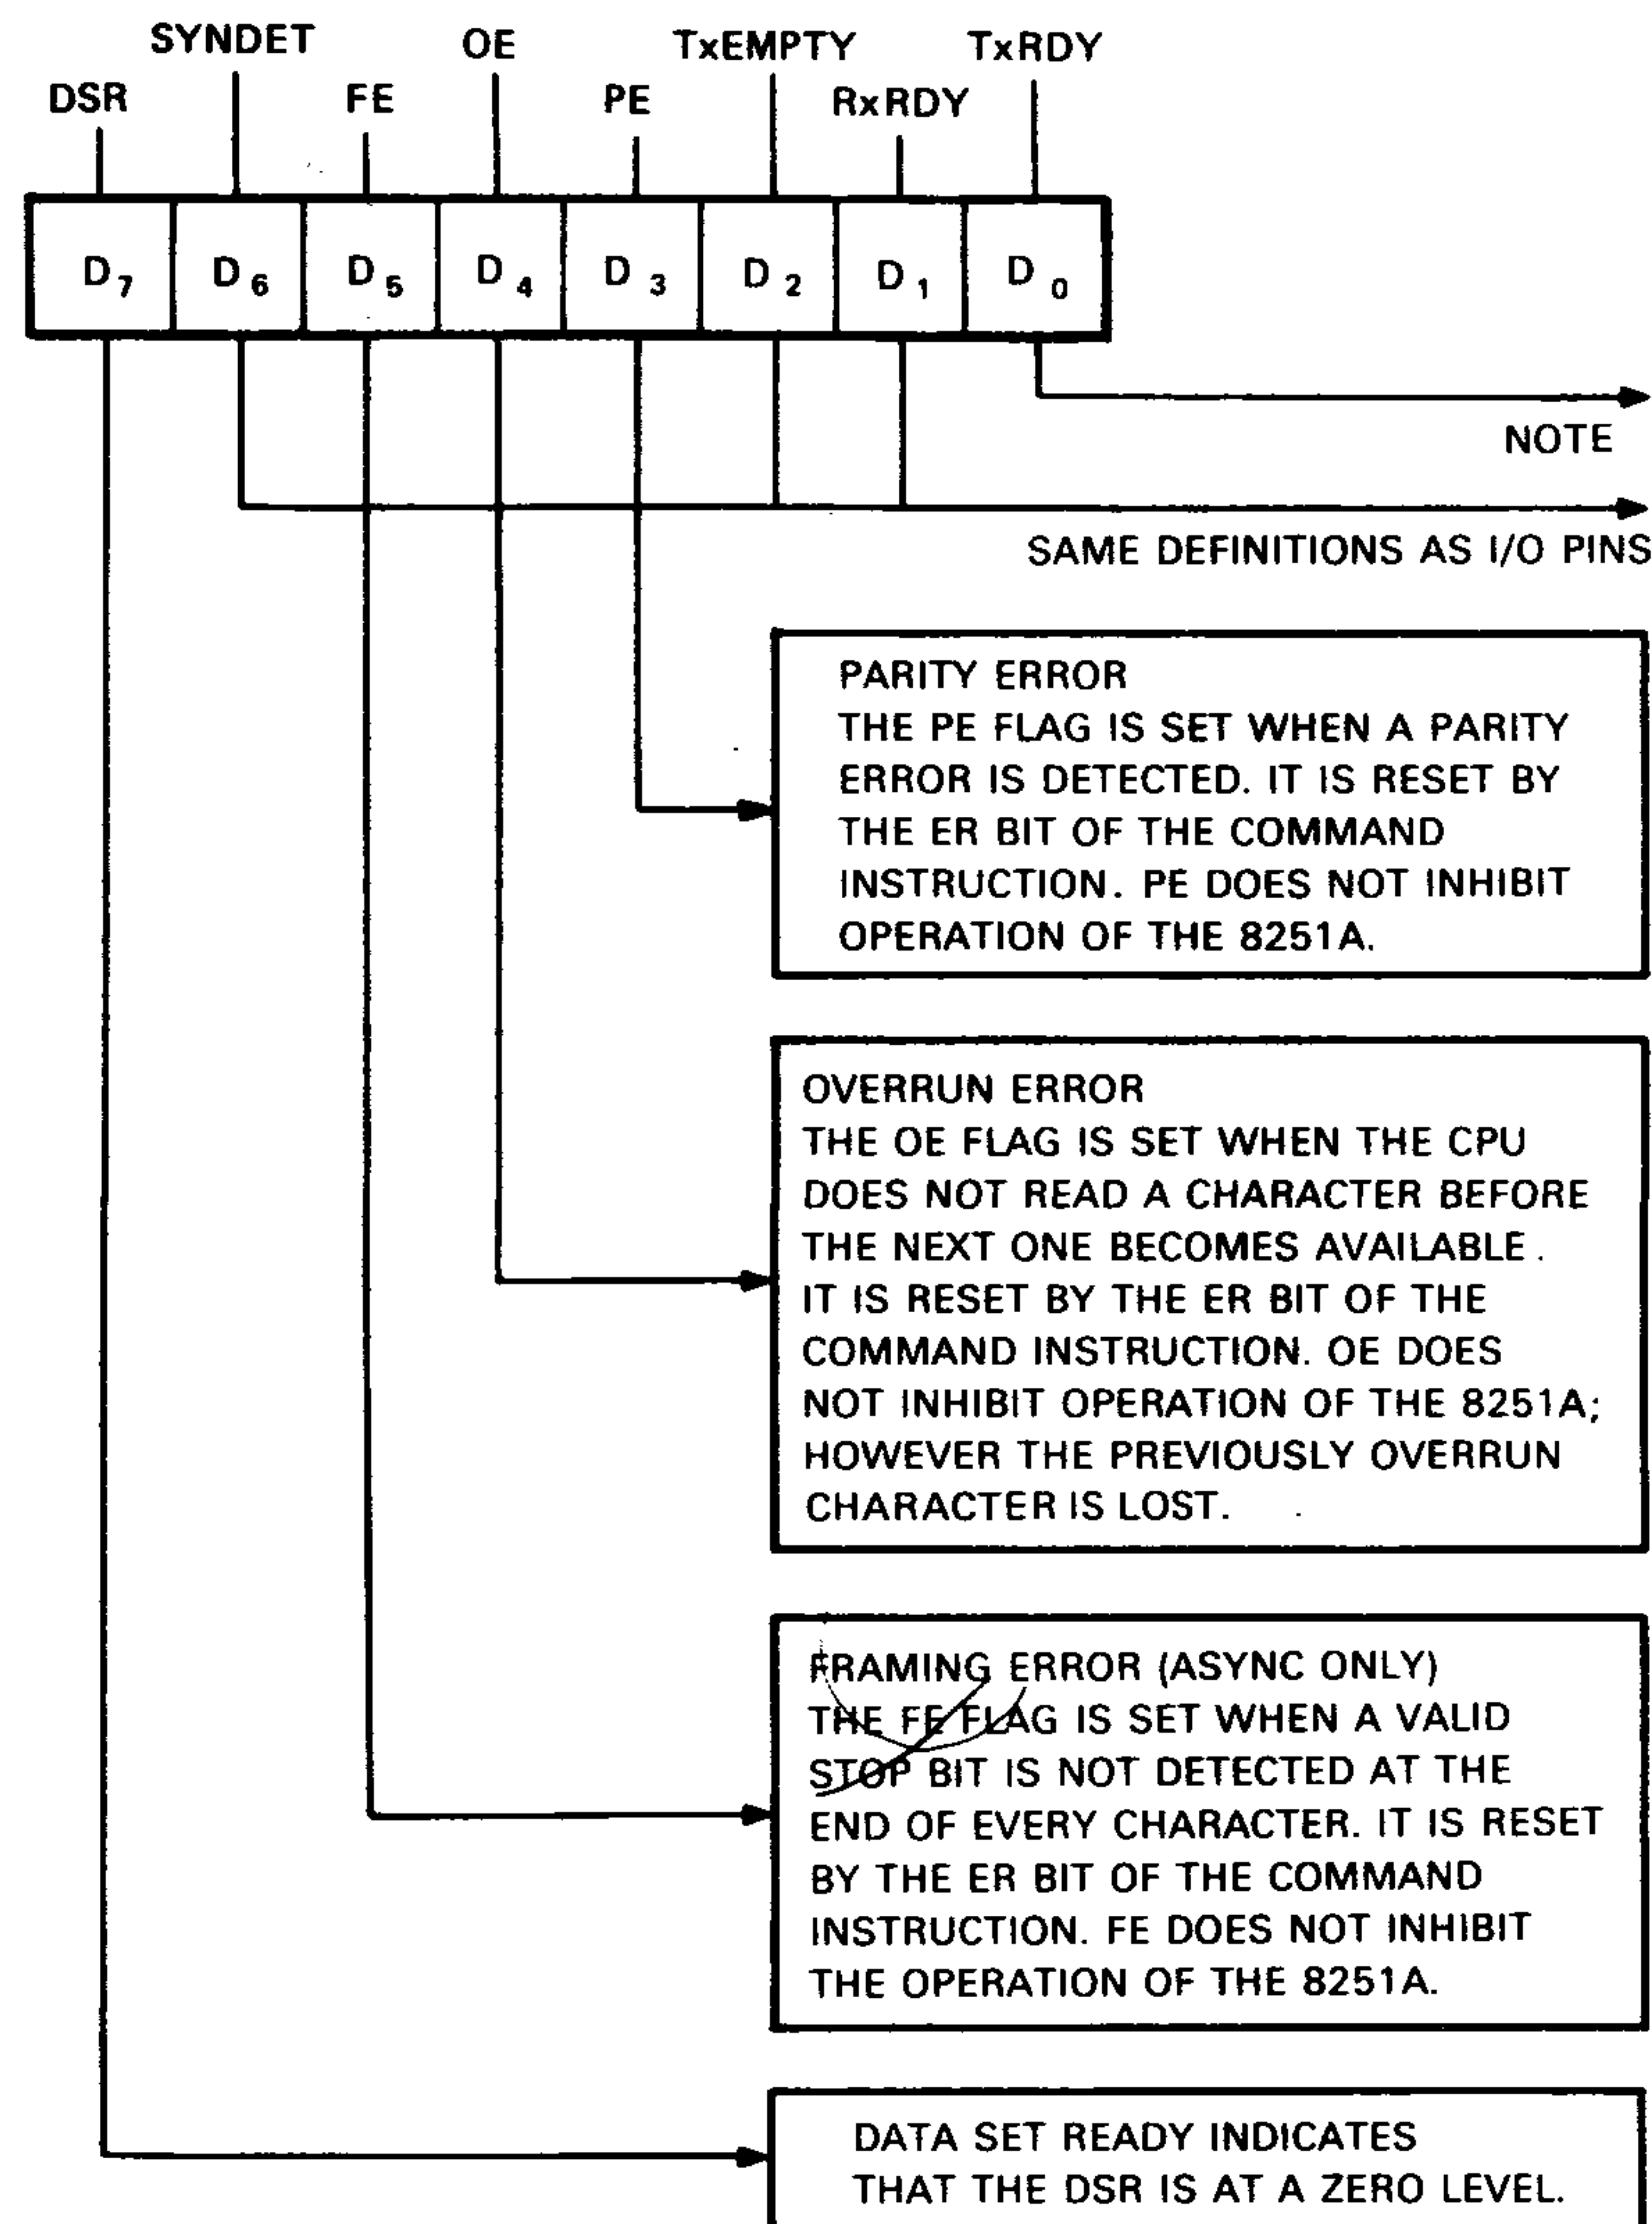 SYNDET OE TxEMPTY TxRDY
DSR FE PE RxRDY
D7 D6 D5 D4 D3 D2 D1 D0
NOTE
SAME DEFINITIONS AS I/O PINS
PARITY ERROR
THE PE FLAG IS SET WHEN A PARITY
ERROR IS DETECTED. IT IS RESET BY
THE ER BIT OF THE COMMAND
INSTRUCTION. PE DOES NOT INHIBIT
OPERATION OF THE 8251A.
OVERRUN ERROR
THE OE FLAG IS SET WHEN THE CPU
DOES NOT READ A CHARACTER BEFORE
THE NEXT ONE BECOMES AVAILABLE.
IT IS RESET BY THE ER BIT OF THE
COMMAND INSTRUCTION. OE DOES
NOT INHIBIT OPERATION OF THE 8251A;
HOWEVER THE PREVIOUSLY OVERRUN
CHARACTER IS LOST.
FRAMING ERROR (ASYNC ONLY)
THE FE FLAG IS SET WHEN A VALID
STOP BIT IS NOT DETECTED AT THE
END OF EVERY CHARACTER. IT IS RESET
BY THE ER BIT OF THE COMMAND
INSTRUCTION. FE DOES NOT INHIBIT
THE OPERATION OF THE 8251A.
DATA SET READY INDICATES
THAT THE DSR IS AT A ZERO LEVEL.